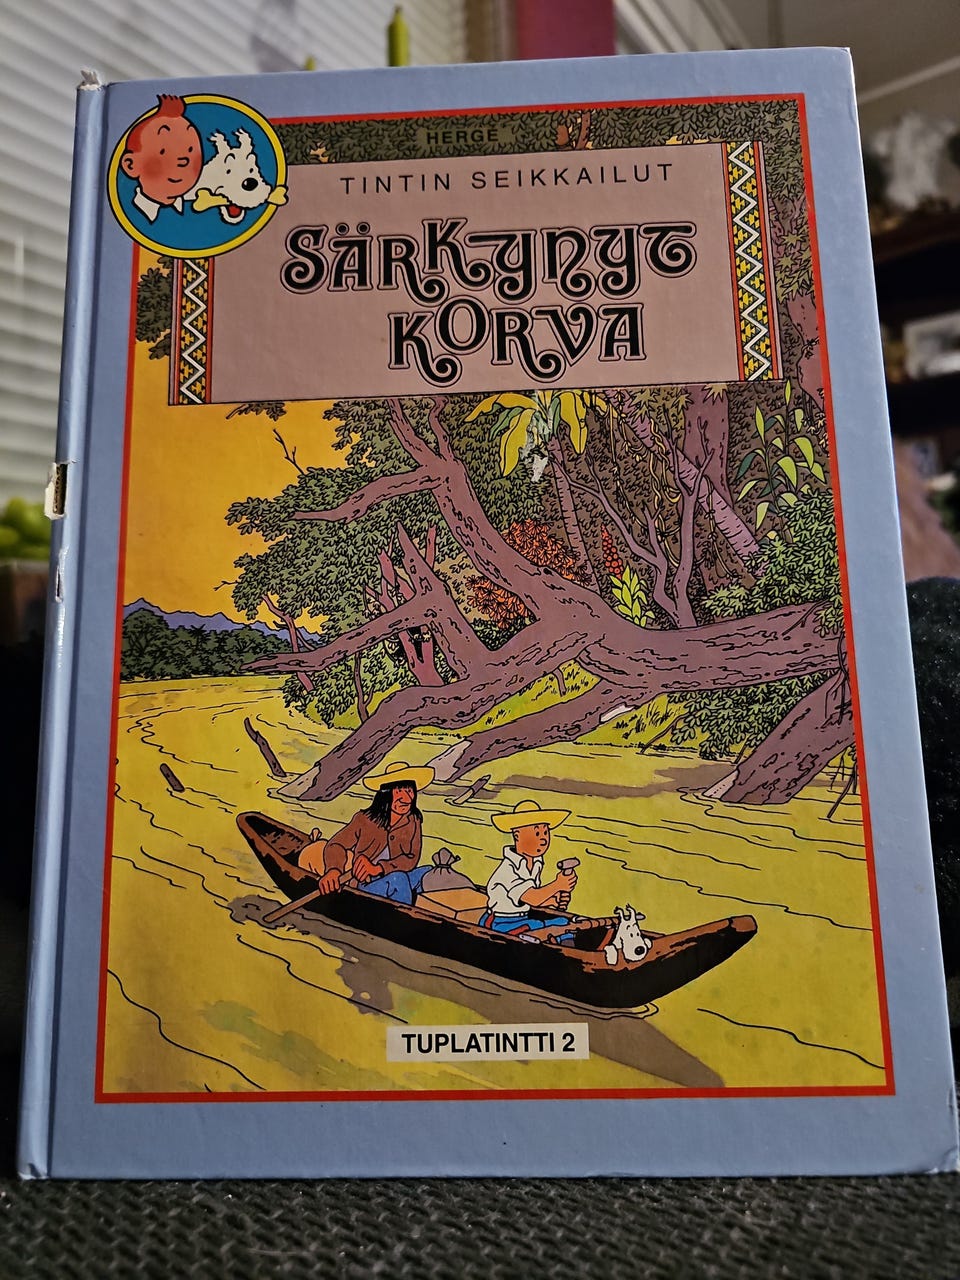 HERGÉ
TINTIN SEIKKAILUT
SÄRKYNYT
KORVA
TUPLATINTTI 2